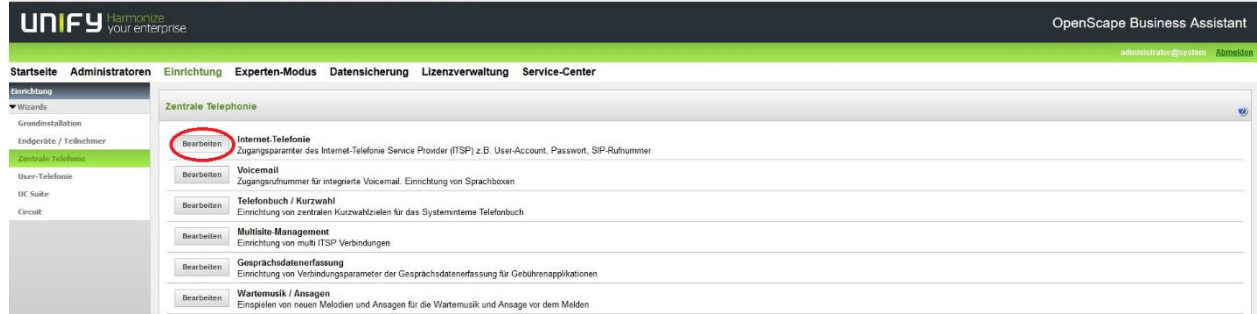 UNIFY Harmonize your enterprise
OpenScape Business Assistant
administrator@system Abmelden
Startseite Administratoren Einrichtung Experten-Modus Datensicherung Lizenzverwaltung Service-Center
Einrichtung
Wizards
Grundinstallation
Endgeräte / Teilnehmer
Zentrale Telefonie
User-Telefonie
UC Suite
Circuit
Zentrale Telephonie
Bearbeiten
Internet-Telefonie
Zugangsparamter des Internet-Telefonie Service Provider (ITSP) z.B. User-Account, Passwort, SIP-Rufnummer
Bearbeiten
Voicemail
Zugangsrufnummer für integrierte Voicemail. Einrichtung von Sprachboxen
Bearbeiten
Telefonbuch / Kurzwahl
Einrichtung von zentralen Kurzwahlzielen für das Systeminterne Telefonbuch
Bearbeiten
Multisite-Management
Einrichtung von multi ITSP Verbindungen
Bearbeiten
Gesprächsdatenerfassung
Einrichtung von Verbindungsparameter der Gesprächsdatenerfassung für Gebührenapplikationen
Bearbeiten
Wartemusik / Ansagen
Einspielen von neuen Melodien und Ansagen für die Wartemusik und Ansage vor dem Melden